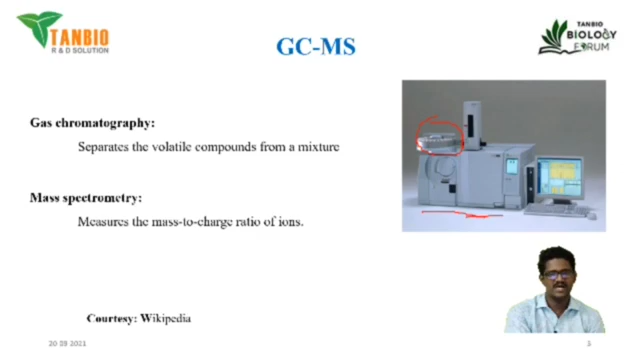 TANBIO
R & D SOLUTION
TANBIO
BIOLOGY
FORUM
GC-MS
Gas chromatography:
Separates the volatile compounds from a mixture
Mass spectrometry:
Measures the mass-to-charge ratio of ions.
Courtesy: Wikipedia